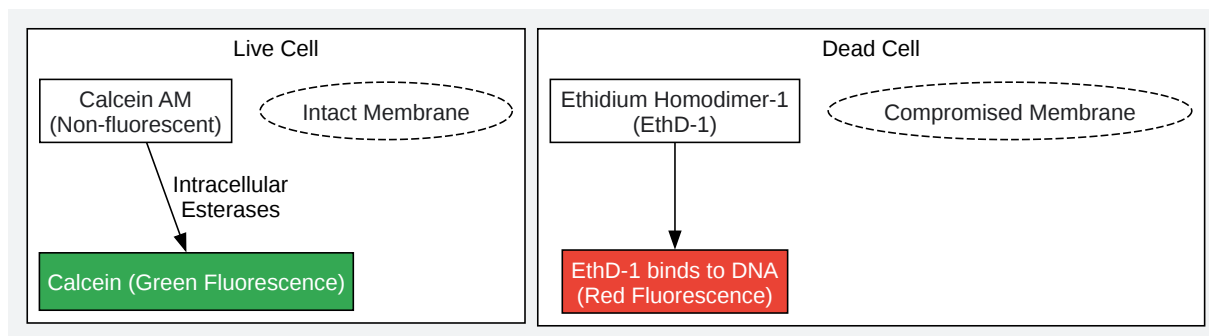 Live Cell
Calcein AM
(Non-fluorescent)
Intact Membrane
Intracellular
Esterases
Calcein (Green Fluorescence)
Dead Cell
Ethidium Homodimer-1
(EthD-1)
Compromised Membrane
EthD-1 binds to DNA
(Red Fluorescence)